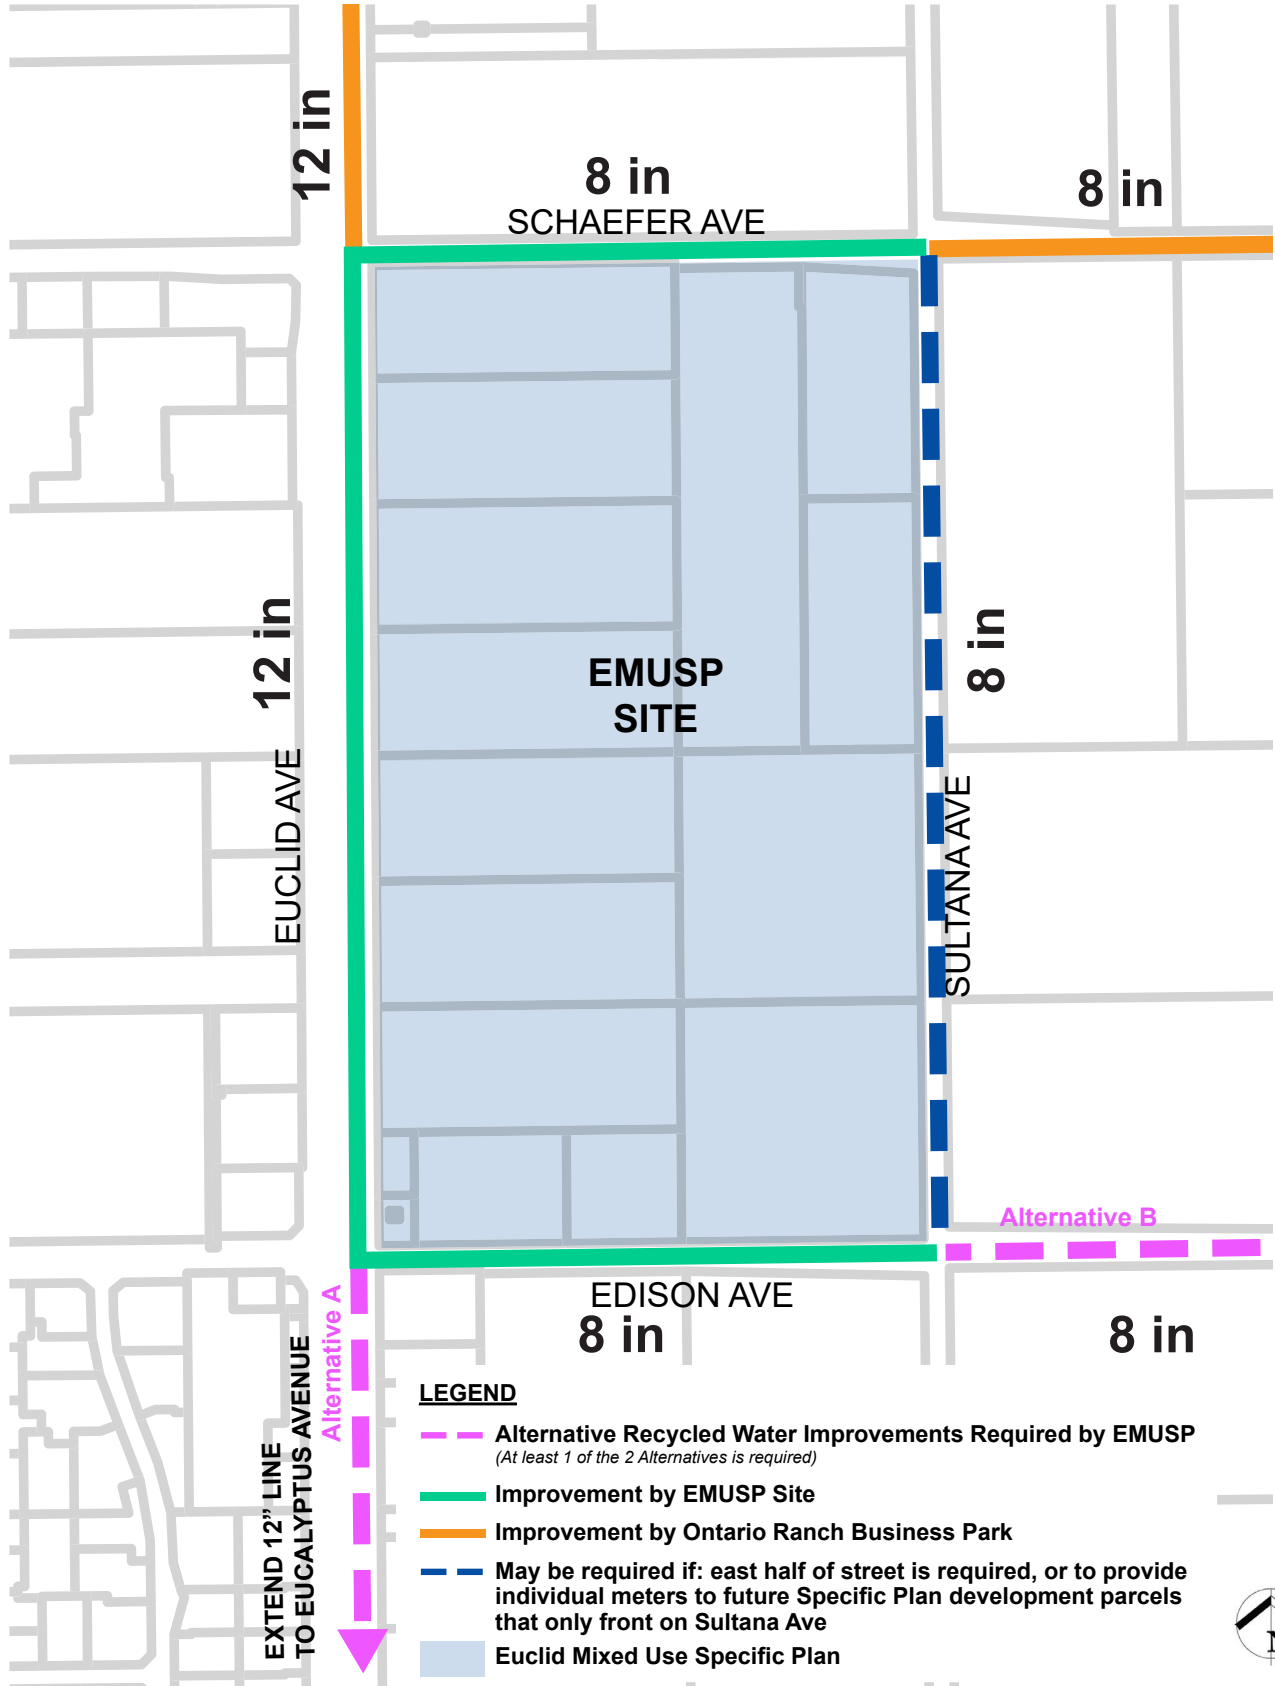 12 in
8 in
8 in
SCHAEFER AVE
12 in
8 in
EMUSP
SITE
EUCLID AVE
SULTANA AVE
Alternative B
EDISON AVE
8 in
8 in
Alternative A
EXTEND 12” LINE
TO EUCALYPTUS AVENUE
LEGEND
Alternative Recycled Water Improvements Required by EMUSP
(At least 1 of the 2 Alternatives is required)
Improvement by EMUSP Site
Improvement by Ontario Ranch Business Park
May be required if: east half of street is required, or to provide
individual meters to future Specific Plan development parcels
that only front on Sultana Ave
Euclid Mixed Use Specific Plan